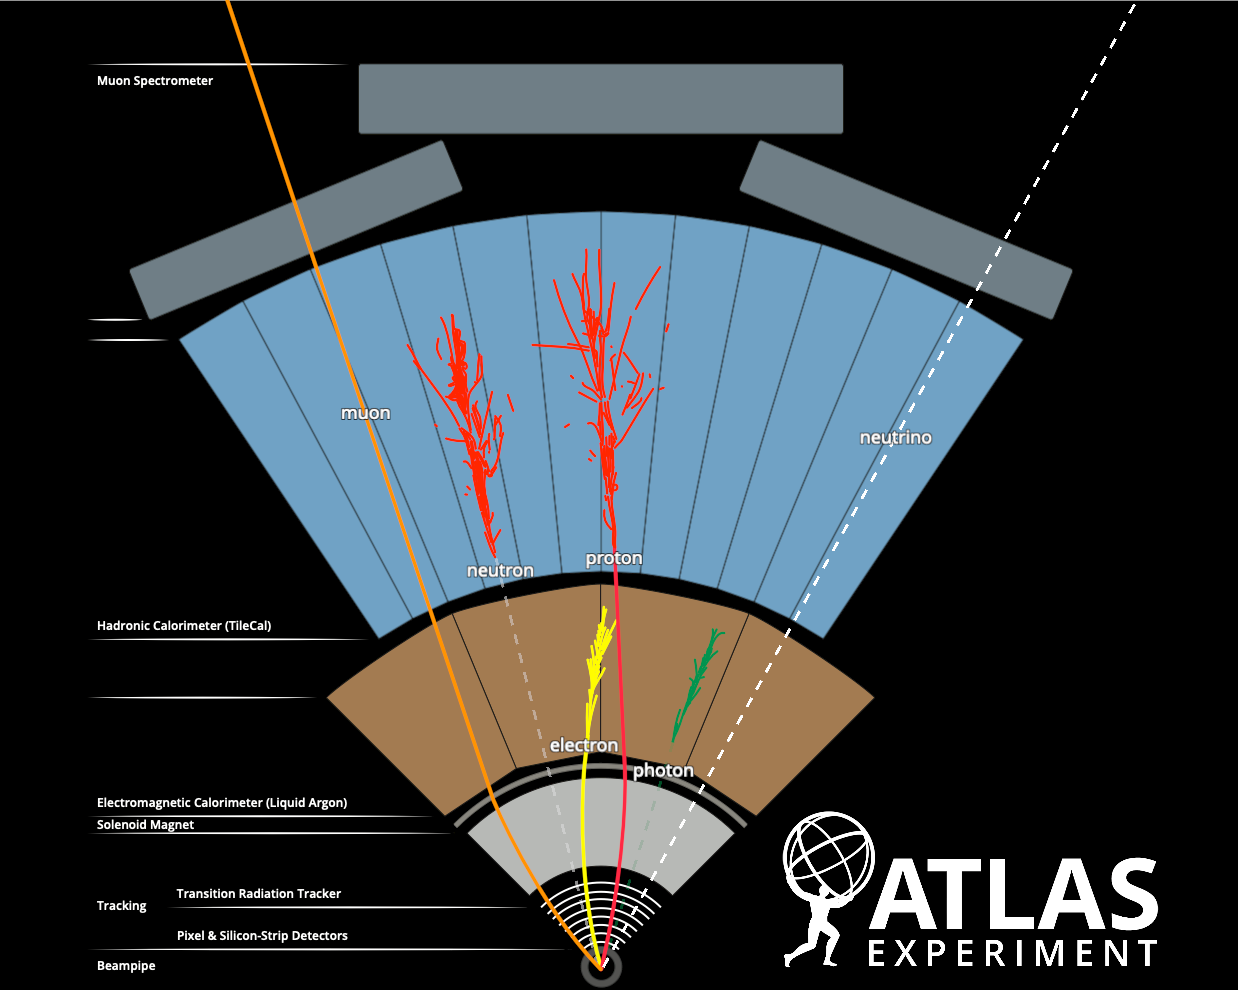 Muon Spectrometer
muon
neutrino
neutron
proton
Hadronic Calorimeter (TileCal)
electron
photon
Electromagnetic Calorimeter (Liquid Argon)
Solenoid Magnet
Transition Radiation Tracker
Tracking
Pixel & Silicon-Strip Detectors
Beampipe
ATLAS
EXPERIMENT